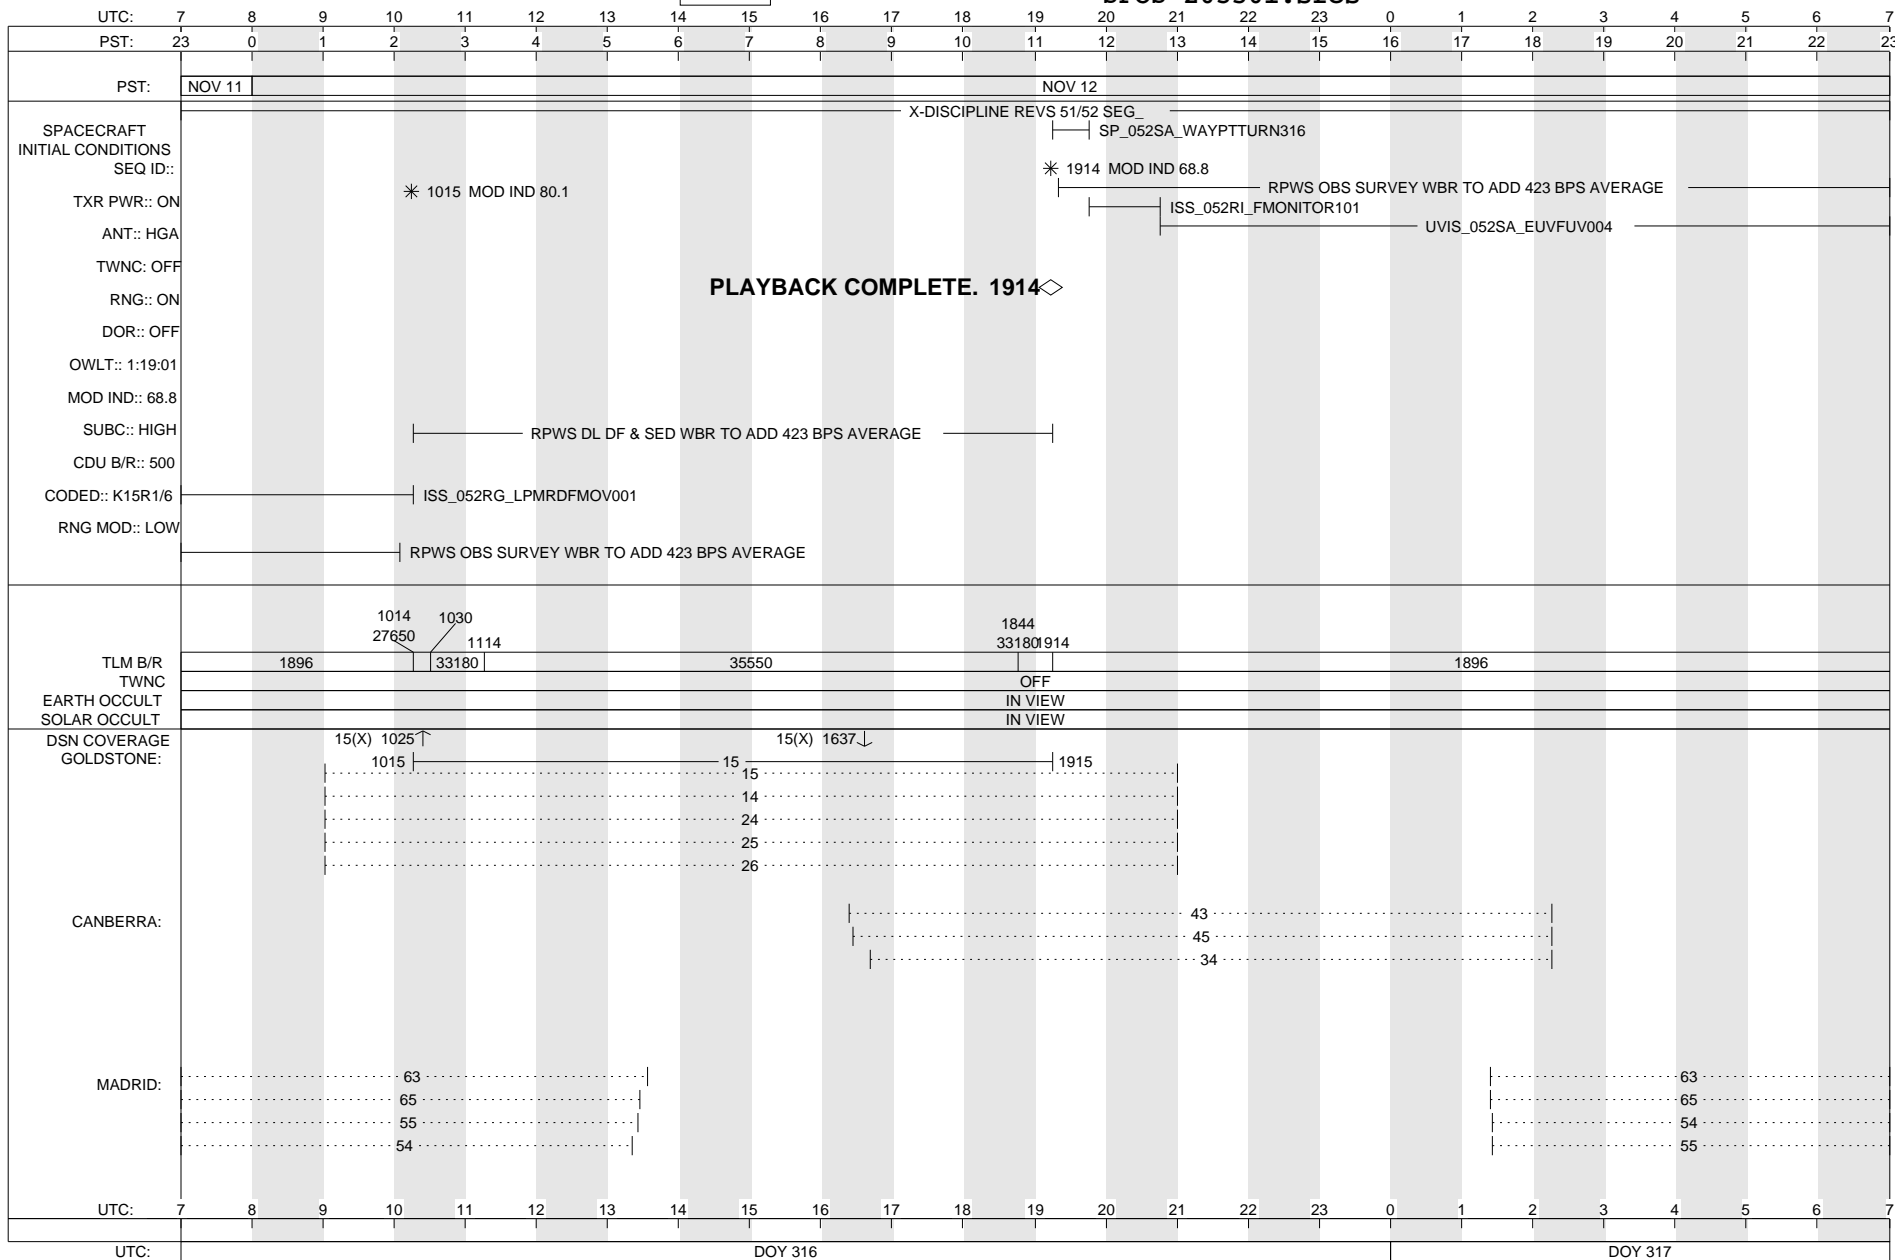 UTC: 7 8 9 10 11 12 13 14 15 16 17 18 19 20 21 22 23 0 1 2 3 4 5 6 7
PST: 23 0 1 2 3 4 5 6 7 8 9 10 11 12 13 14 15 16 17 18 19 20 21 22 23
PST: NOV 11 NOV 12
X-DISCIPLINE REVS 51/52 SEG_
SPACECRAFT SP_052SA_WAYPTTURN316
INITIAL CONDITIONS
SEQ ID:: 1914 MOD IND 68.8
1015 MOD IND 80.1 RPWS OBS SURVEY WBR TO ADD 423 BPS AVERAGE
TXR PWR:: ON ISS_052RI_FMONITOR101
ANT:: HGA UVIS_052SA_EUVFUV004
TWNC: OFF
PLAYBACK COMPLETE. 1914
RNG:: ON
DOR:: OFF
OWLT:: 1:19:01
MOD IND:: 68.8
SUBC:: HIGH RPWS DL DF & SED WBR TO ADD 423 BPS AVERAGE
CDU B/R:: 500
CODED:: K15R1/6 ISS_052RG_LPMRDFMOV001
RNG MOD:: LOW
RPWS OBS SURVEY WBR TO ADD 423 BPS AVERAGE
1014 1030 1844
27650 1114 33180 1914
TLM B/R 1896 33180 35550 1896
TWNC OFF
EARTH OCCULT IN VIEW
SOLAR OCCULT IN VIEW
DSN COVERAGE 15(X) 1025 15(X) 1637
GOLDSTONE: 1015 15 1915
15
14
24
25
26
CANBERRA: 43
45
34
MADRID: 63 63
65 65
55 54
54 55
UTC: 7 8 9 10 11 12 13 14 15 16 17 18 19 20 21 22 23 0 1 2 3 4 5 6 7
UTC: DOY 316 DOY 317